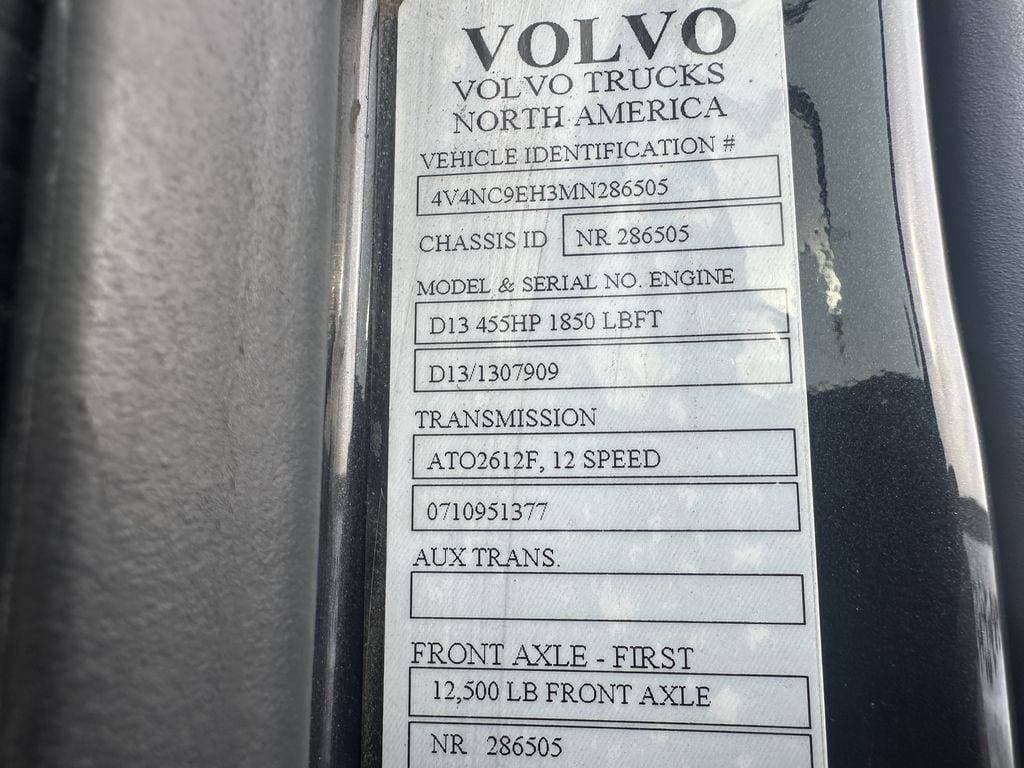 VOLVO
VOLVO TRUCKS
NORTH AMERICA
VEHICLE IDENTIFICATION #
4V4NC9EH3MN286505
CHASSIS ID NR 286505
MODEL & SERIAL NO. ENGINE
D13 455HP 1850 LBFT
D13/1307909
TRANSMISSION
ATO2612F, 12 SPEED
0710951377
AUX TRANS.
FRONT AXLE - FIRST
12,500 LB FRONT AXLE
NR 286505